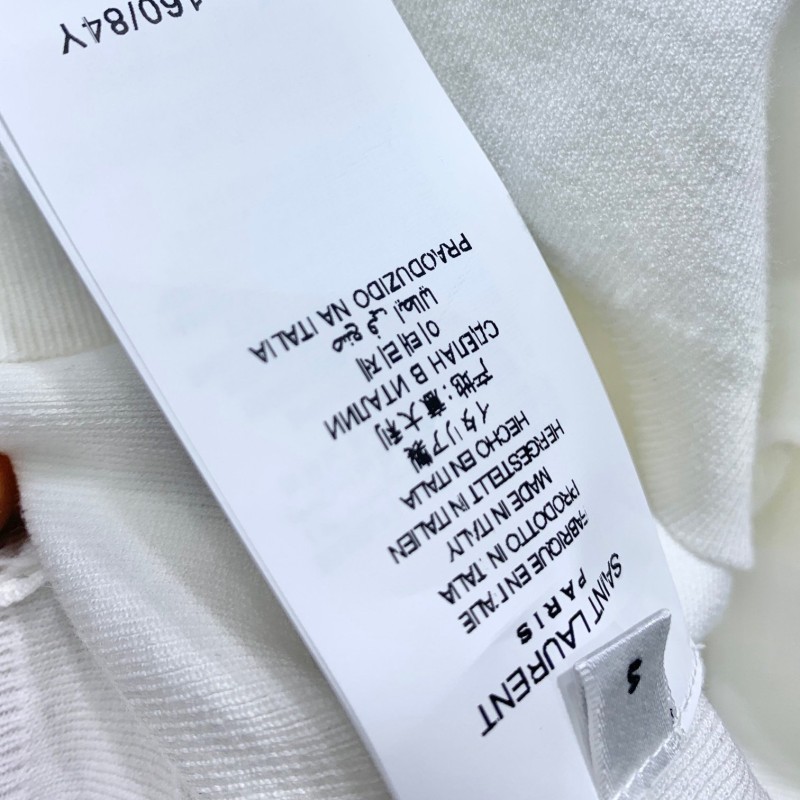 SAINT LAURENT
PARIS
FABRIQUE EN ITALIE
PRODOTTO IN ITALIA
MADE IN ITALIY
HERGESTELLT IN ITALIEN
HECHO EN ITALIA
イタリア製
产地:意大利
СДЕЛАН В ИТАЛИИ
이태리제
صنع في
PRAODUZIDO NA ITALIA
160/84Y
S